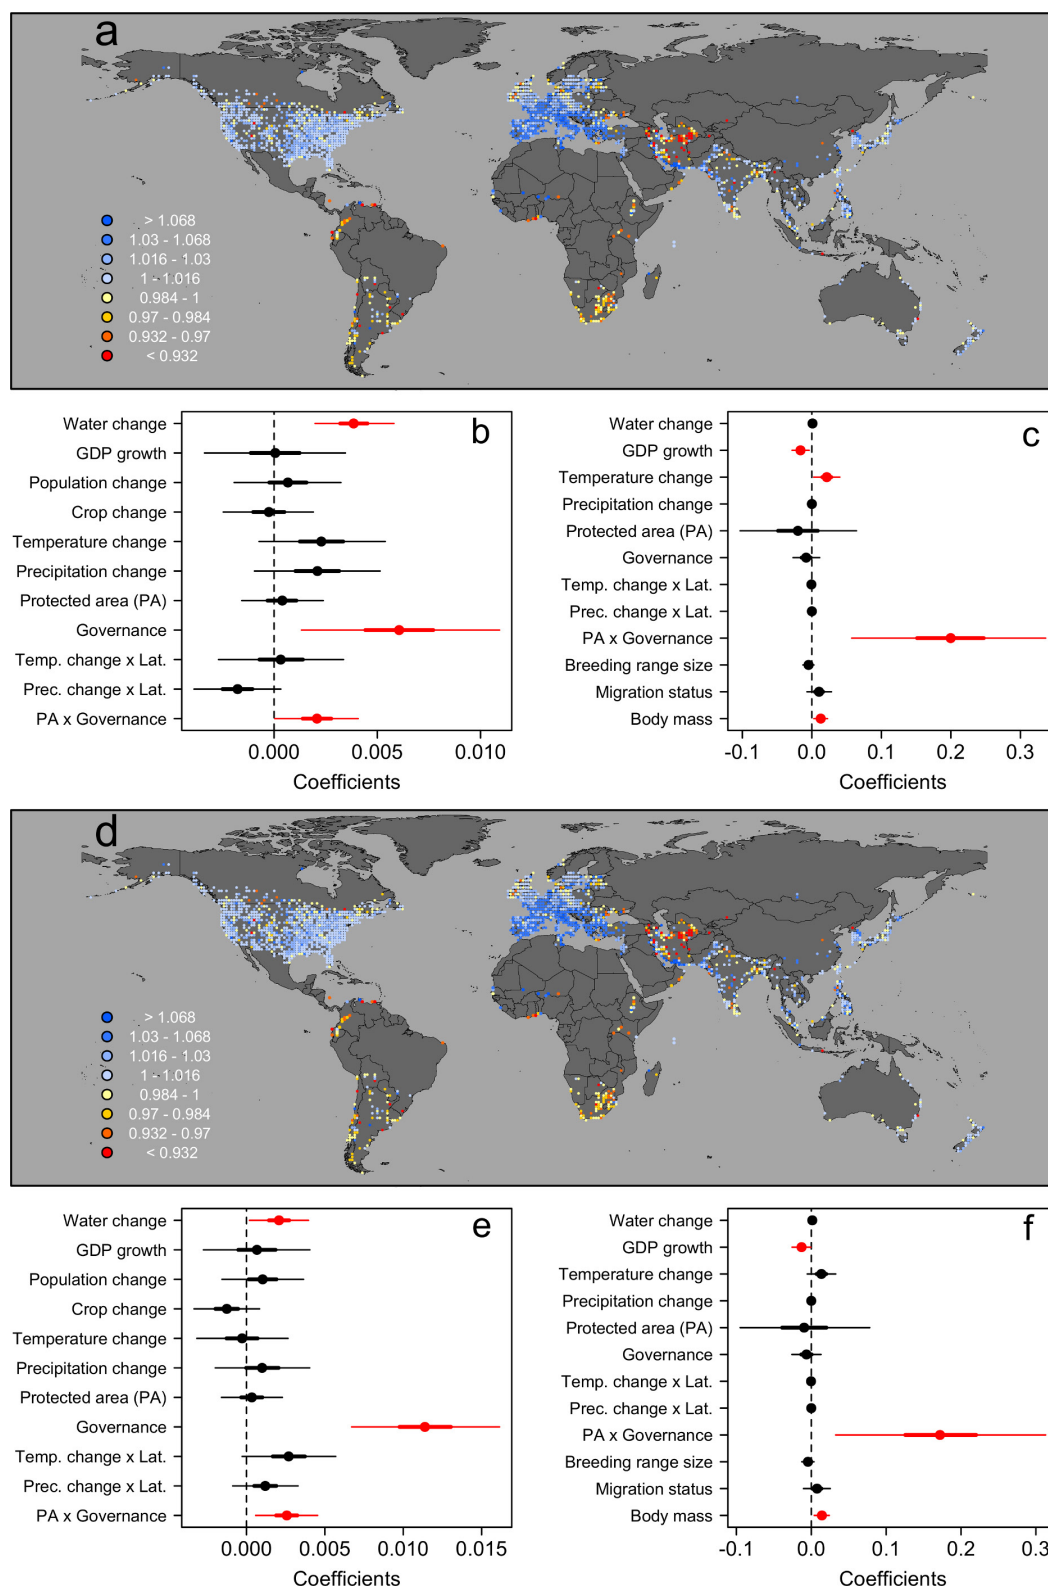 a
> 1.068
1.03 - 1.068
1.016 - 1.03
1 - 1.016
0.984 - 1
0.97 - 0.984
0.932 - 0.97
< 0.932
b
Water change
GDP growth
Population change
Crop change
Temperature change
Precipitation change
Protected area (PA)
Governance
Temp. change x Lat.
Prec. change x Lat.
PA x Governance
0.000 0.005 0.010
Coefficients
c
Water change
GDP growth
Temperature change
Precipitation change
Protected area (PA)
Governance
Temp. change x Lat.
Prec. change x Lat.
PA x Governance
Breeding range size
Migration status
Body mass
-0.1 0.0 0.1 0.2 0.3
Coefficients
d
> 1.068
1.03 - 1.068
1.016 - 1.03
1 - 1.016
0.984 - 1
0.97 - 0.984
0.932 - 0.97
< 0.932
e
Water change
GDP growth
Population change
Crop change
Temperature change
Precipitation change
Protected area (PA)
Governance
Temp. change x Lat.
Prec. change x Lat.
PA x Governance
0.000 0.005 0.010 0.015
Coefficients
f
Water change
GDP growth
Temperature change
Precipitation change
Protected area (PA)
Governance
Temp. change x Lat.
Prec. change x Lat.
PA x Governance
Breeding range size
Migration status
Body mass
-0.1 0.0 0.1 0.2 0.3
Coefficients